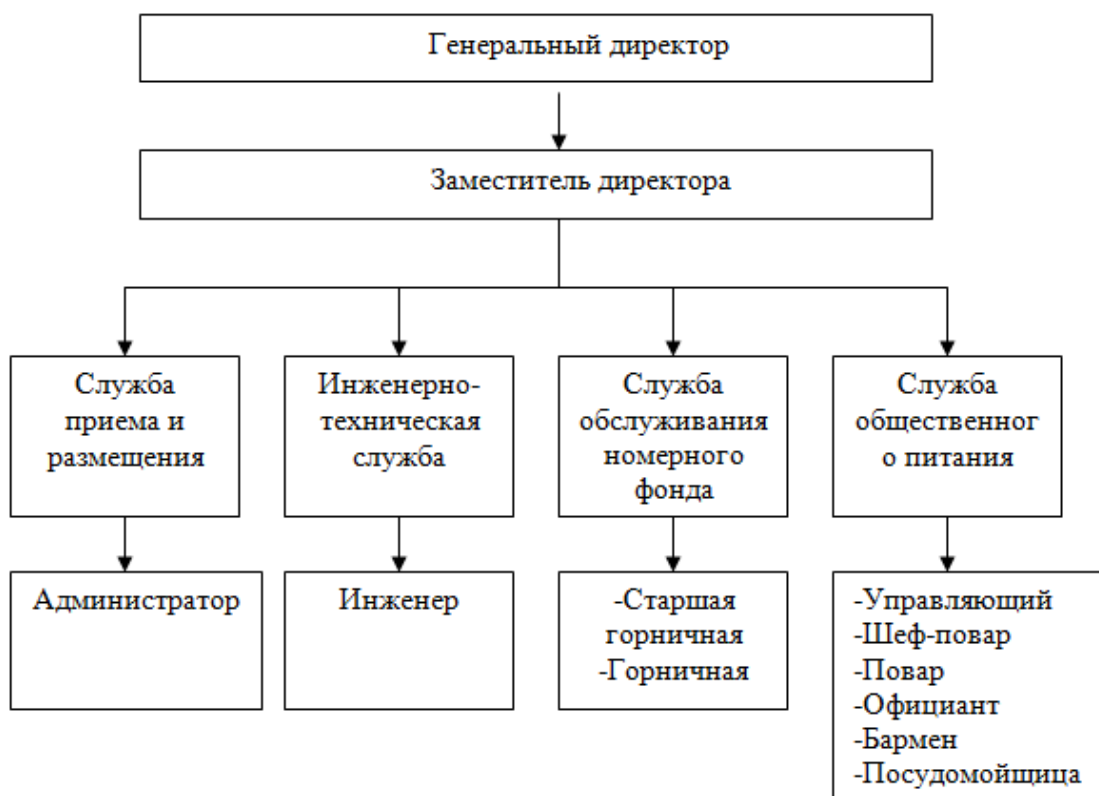 Генеральный директор
Заместитель директора
Служба
приема и
размещения
Инженерно-
техническая
служба
Служба
обслуживания
номерного
фонда
Служба
общественног
о питания
Администратор
Инженер
-Старшая
горничная
-Горничная
-Управляющий
-Шеф-повар
-Повар
-Официант
-Бармен
-Посудомойщица